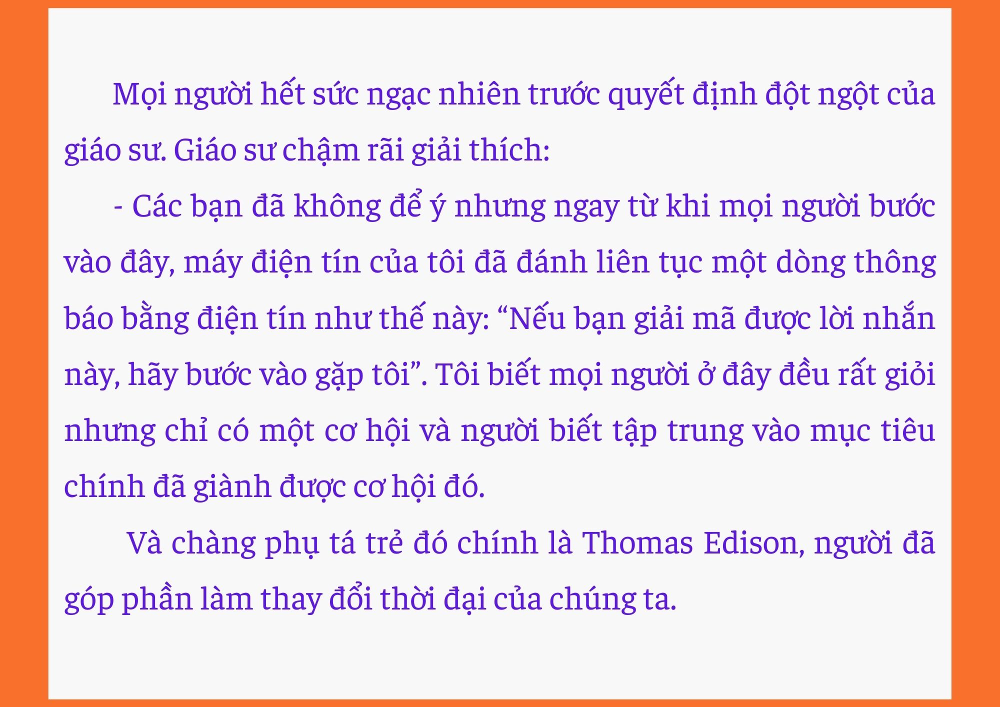 Mọi người hết sức ngạc nhiên trước quyết định đột ngột của
giáo sư. Giáo sư chậm rãi giải thích:
- Các bạn đã không để ý nhưng ngay từ khi mọi người bước
vào đây, máy điện tín của tôi đã đánh liên tục một dòng thông
báo bằng điện tín như thế này: “Nếu bạn giải mã được lời nhắn
này, hãy bước vào gặp tôi”. Tôi biết mọi người ở đây đều rất giỏi
nhưng chỉ có một cơ hội và người biết tập trung vào mục tiêu
chính đã giành được cơ hội đó.
Và chàng phụ tá trẻ đó chính là Thomas Edison, người đã
góp phần làm thay đổi thời đại của chúng ta.